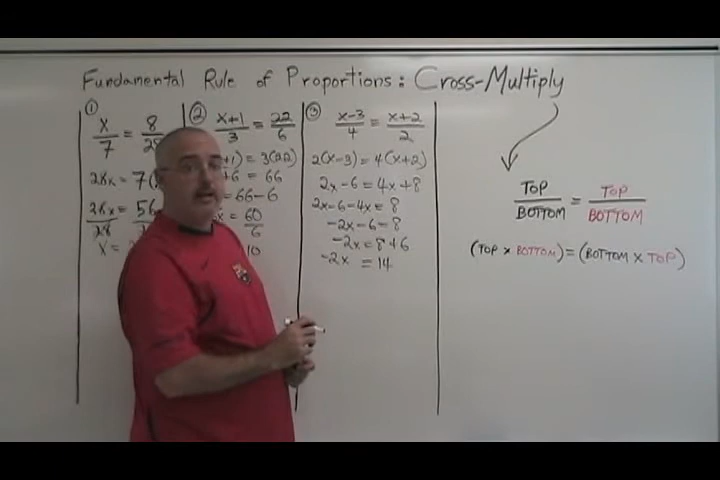 Fundamental Rule of Proportions: Cross-Multiply
① x/7 = 8/28
28x = 7(
28x = 56
28
x =
② x+1/3 = 22/6
+1) = 3(22)
+6 = 66
= 66-6
x = 60/6
10
③ x-3/4 = x+2/2
2(x-3) = 4(x+2)
2x-6 = 4x+8
2x-6-4x = 8
-2x-6=8
-2x = 8+6
-2x = 14
TOP/BOTTOM = TOP/BOTTOM
(TOP x BOTTOM) = (BOTTOM x TOP)